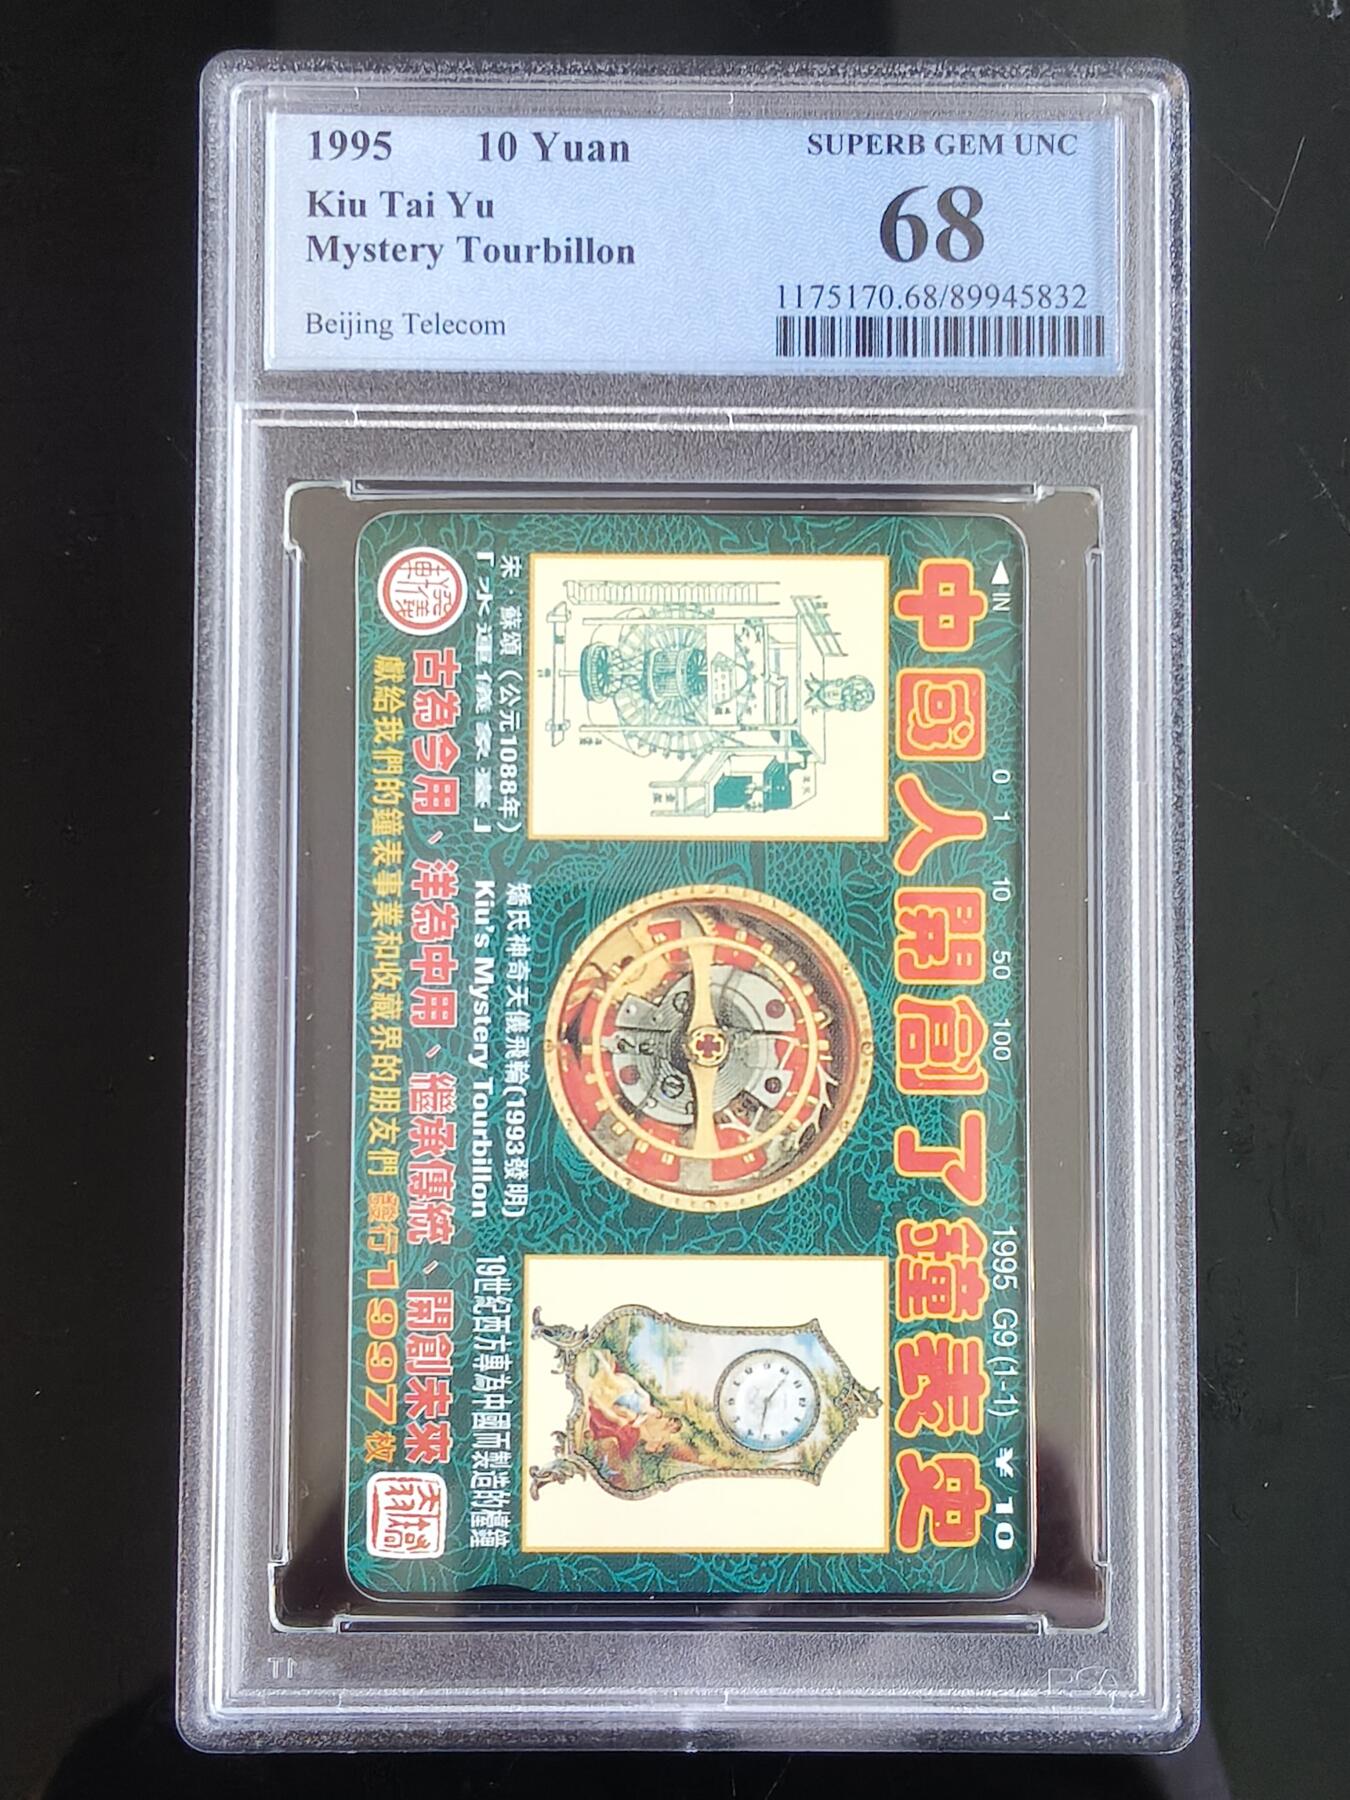 1995 10 Yuan
SUPERB GEM UNC
Kiu Tai Yu
68
Mystery Tourbillon
1175170.68/89945832
Beijing Telecom
IN 0 1 10 50 100 1995 G9 (1-1) ¥ 10
中國人開創了鐘表史
宋·蘇頌（公元1088年）
「水運儀象臺」
矯氏神奇天儀飛輪(1993發明)
Kiu's Mystery Tourbillon
19世紀西方專為中國而製造的檯鐘
古為今用、洋為中用、繼承傳統、開創未來
獻給我們的鐘表事業和收藏界的朋友們 發行1997枚